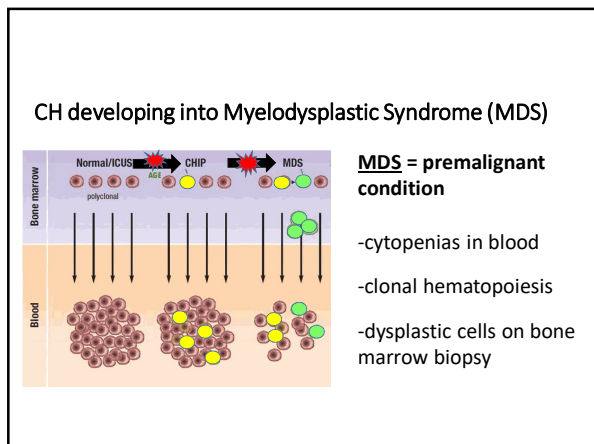 CH developing into Myelodysplastic Syndrome (MDS)
Normal/ICUS
CHIP
MDS
AGE
polyclonal
Bone marrow
Blood
MDS = premalignant
condition
-cytopenias in blood
-clonal hematopoiesis
-dysplastic cells on bone
marrow biopsy